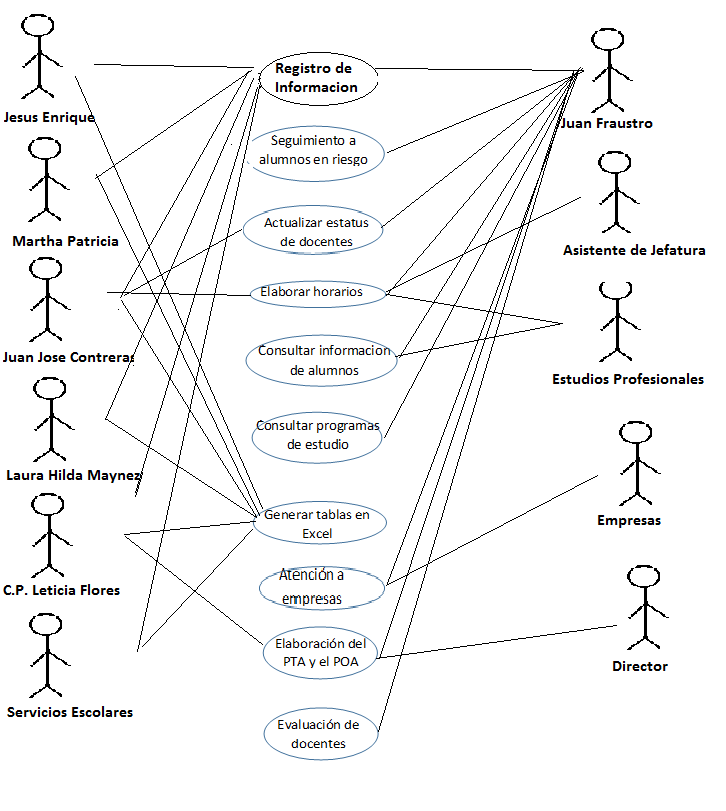 Jesus Enrique
Martha Patricia
Juan Jose Contreras
Laura Hilda Maynez
C.P. Leticia Flores
Servicios Escolares
Registro de
Informacion
Seguimiento a
alumnos en riesgo
Actualizar estatus
de docentes
Elaborar horarios
Consultar informacion
de alumnos
Consultar programas
de estudio
Generar tablas en
Excel
Atención a
empresas
Elaboración del
PTA y el POA
Evaluación de
docentes
Juan Fraustro
Asistente de Jefatura
Estudios Profesionales
Empresas
Director